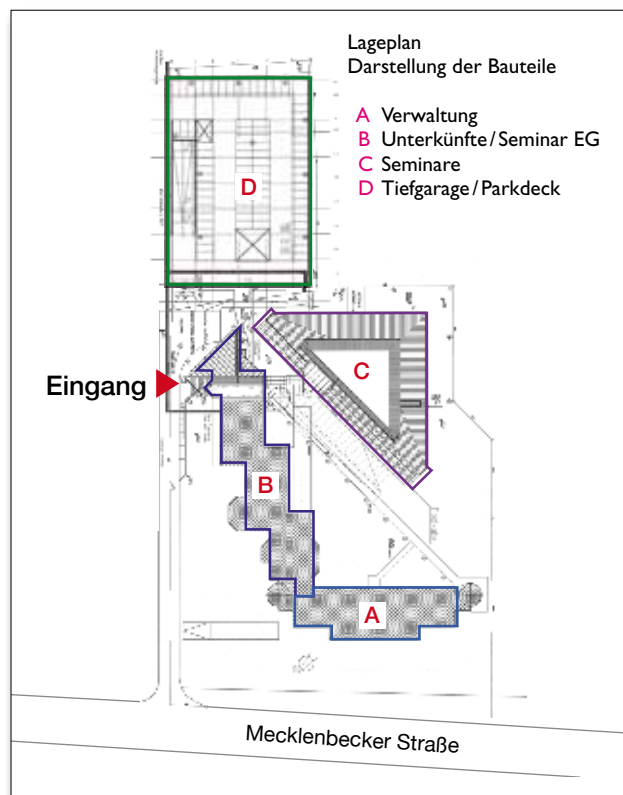 Lageplan
Darstellung der Bauteile
A Verwaltung
B Unterkünfte/Seminar EG
C Seminare
D Tiefgarage/Parkdeck
D
C
Eingang
B
A
Mecklenbecker Straße